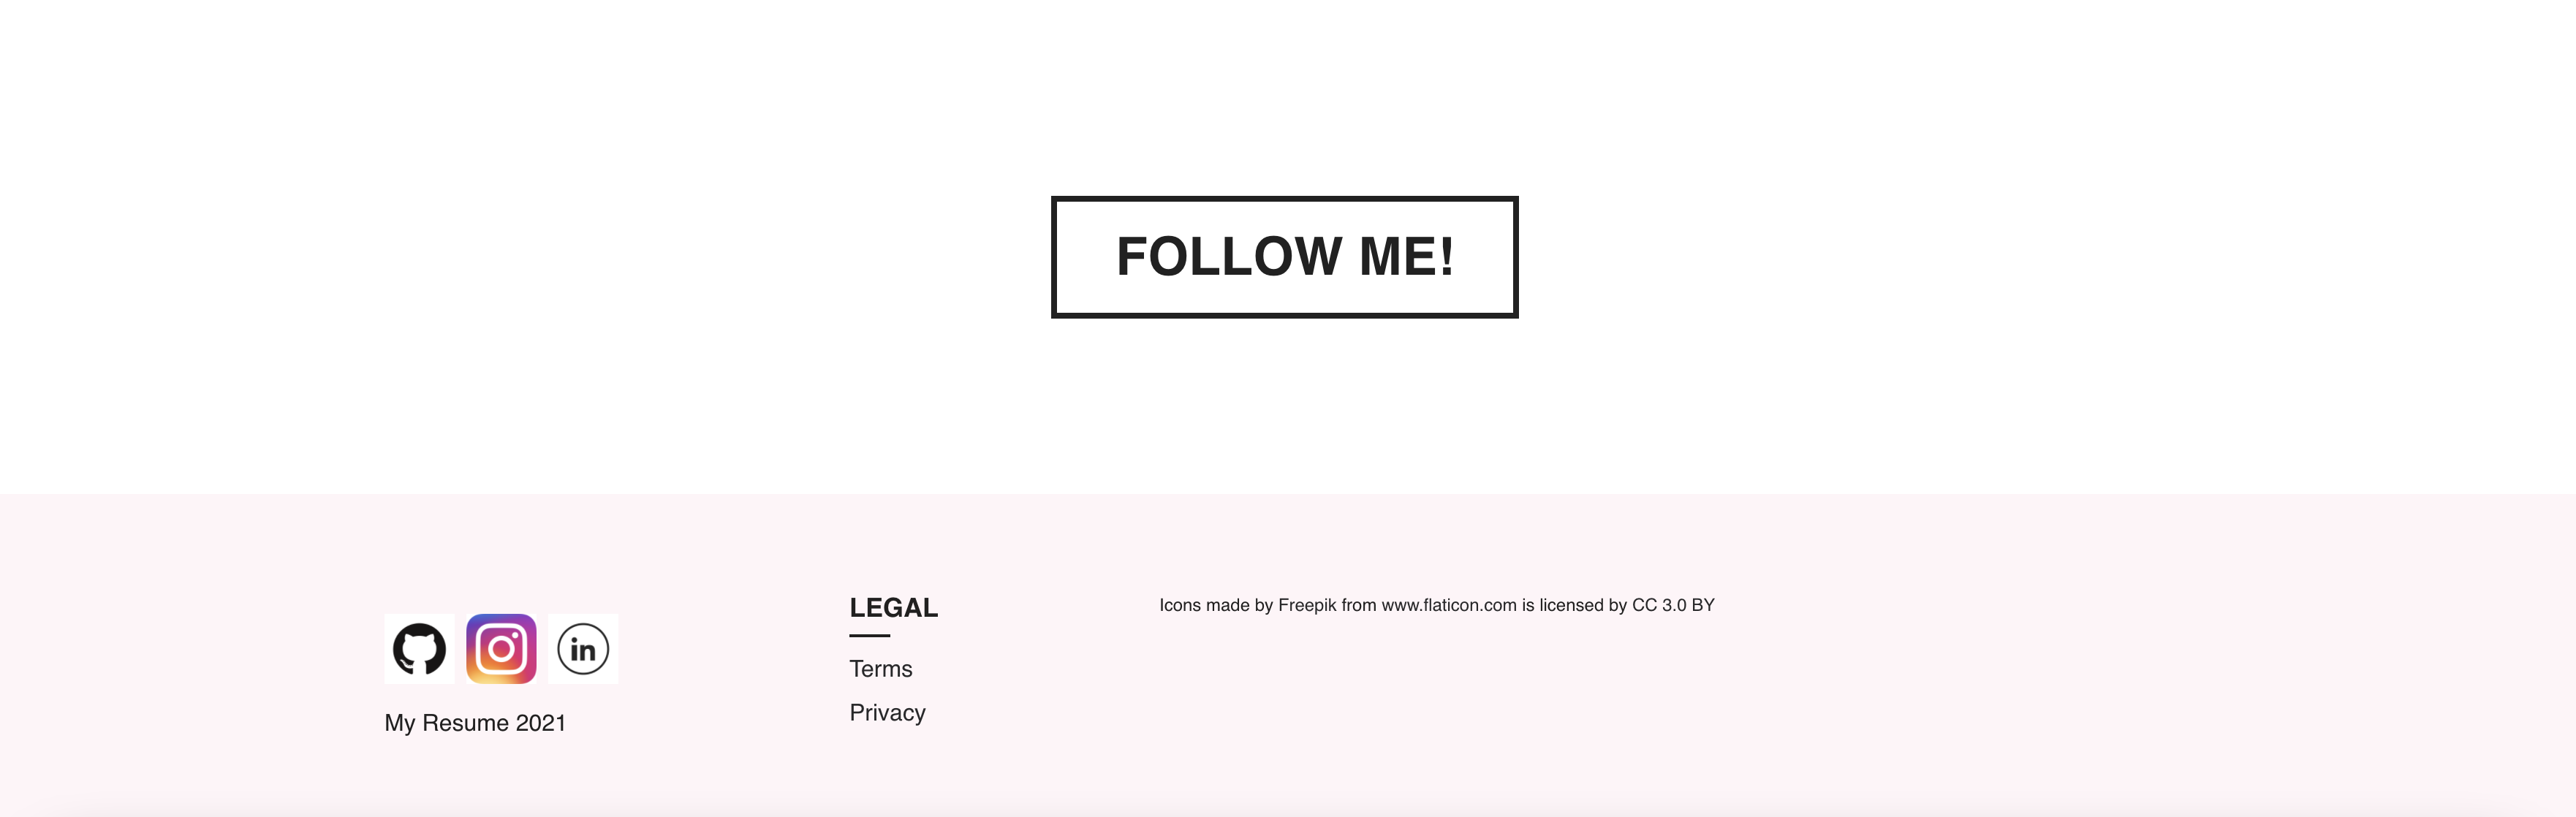 FOLLOW ME!
in
My Resume 2021
LEGAL
Terms
Privacy
Icons made by Freepik from www.flaticon.com is licensed by CC 3.0 BY